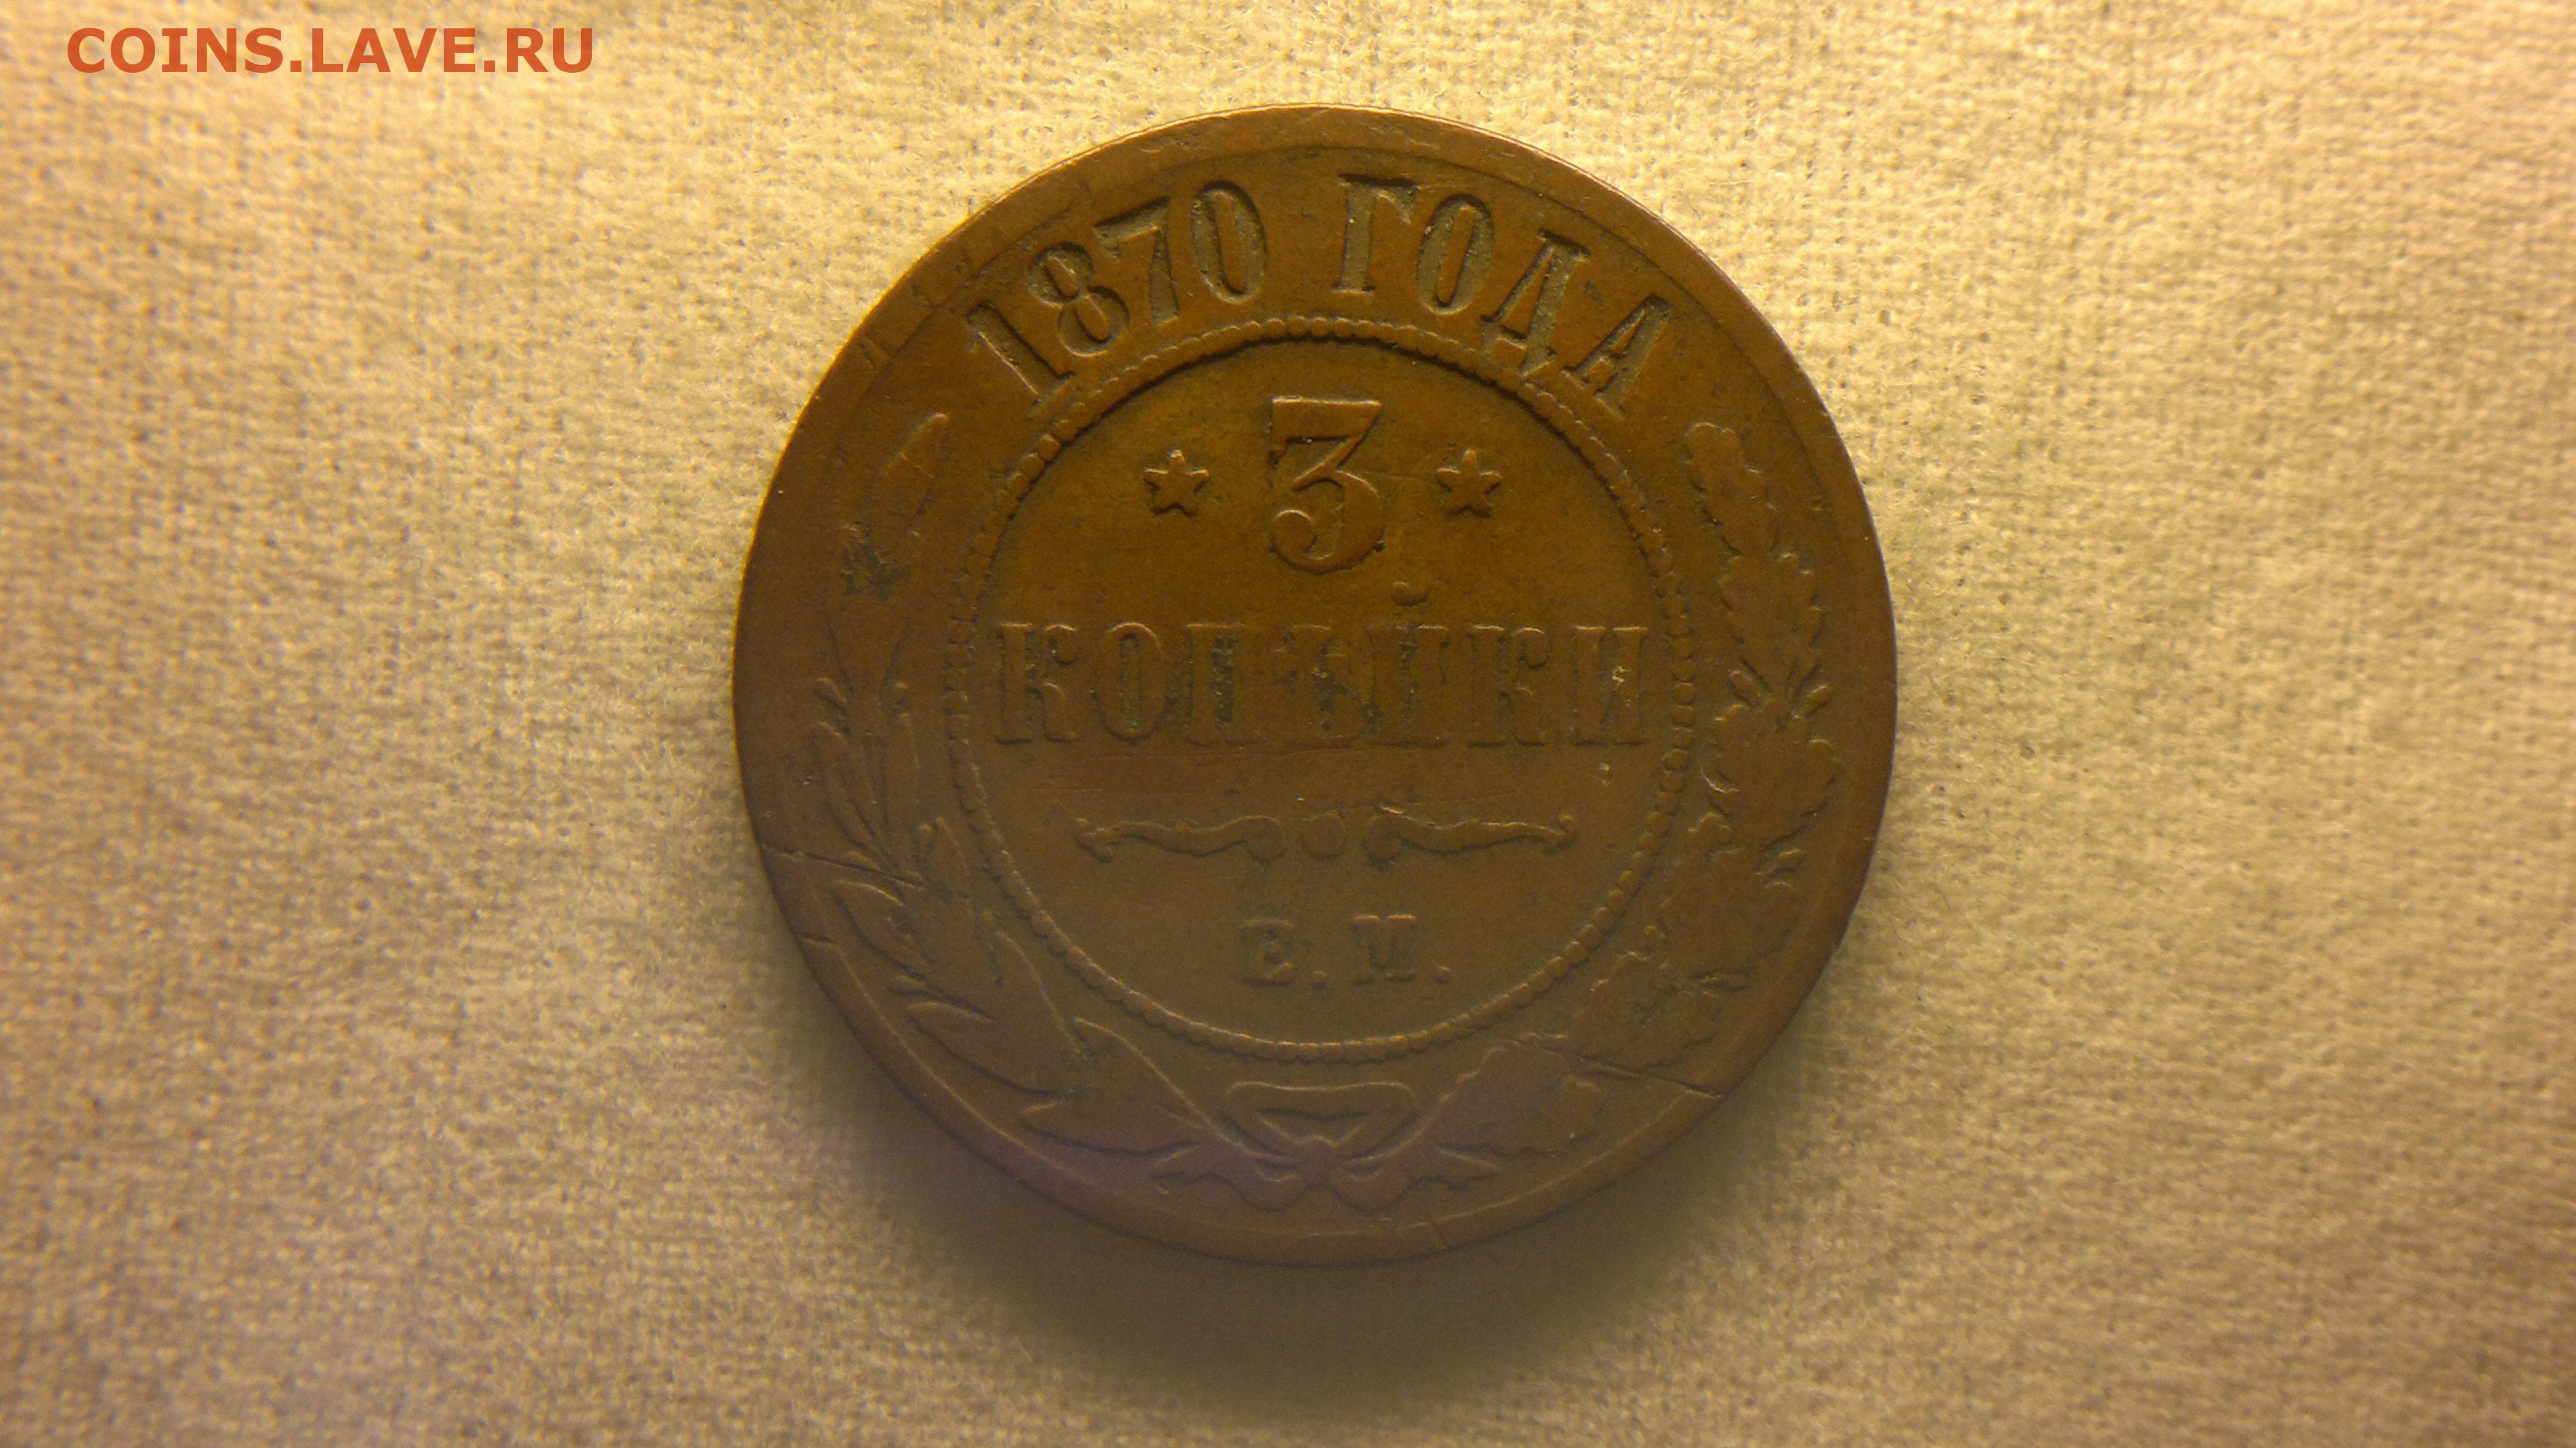 COINS.LAVE.RU
1870 ГОДА
3
КОПѢЙКИ
Е.М.